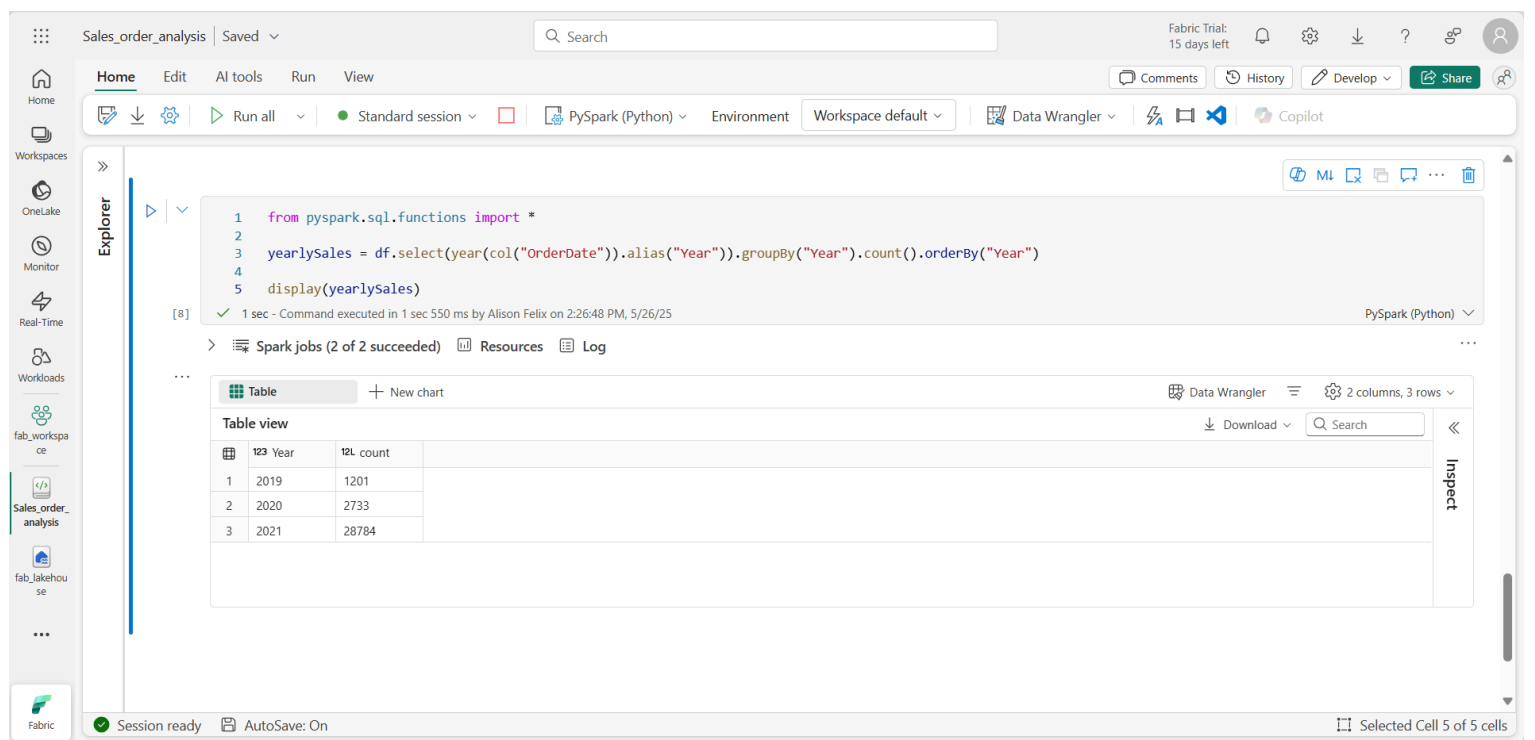 Sales_order_analysis | Saved
Search
Fabric Trial:
15 days left
?
Home
Edit
AI tools
Run
View
Comments
History
Develop
Share
Run all
Standard session
PySpark (Python)
Environment
Workspace default
Data Wrangler
Copilot
Home
Workspaces
OneLake
Monitor
Real-Time
Workloads
fab_workspa
ce
Sales_order_
analysis
fab_lakehou
se
Fabric
Explorer
M↓
1 from pyspark.sql.functions import *
2
3 yearlySales = df.select(year(col("OrderDate")).alias("Year")).groupBy("Year").count().orderBy("Year")
4
5 display(yearlySales)
[8]
1 sec - Command executed in 1 sec 550 ms by Alison Felix on 2:26:48 PM, 5/26/25
PySpark (Python)
Spark jobs (2 of 2 succeeded)
Resources
Log
Table
New chart
Data Wrangler
2 columns, 3 rows
Table view
Download
Search
Inspect
123 Year 12L count
1 2019 1201
2 2020 2733
3 2021 28784
Session ready
AutoSave: On
Selected Cell 5 of 5 cells